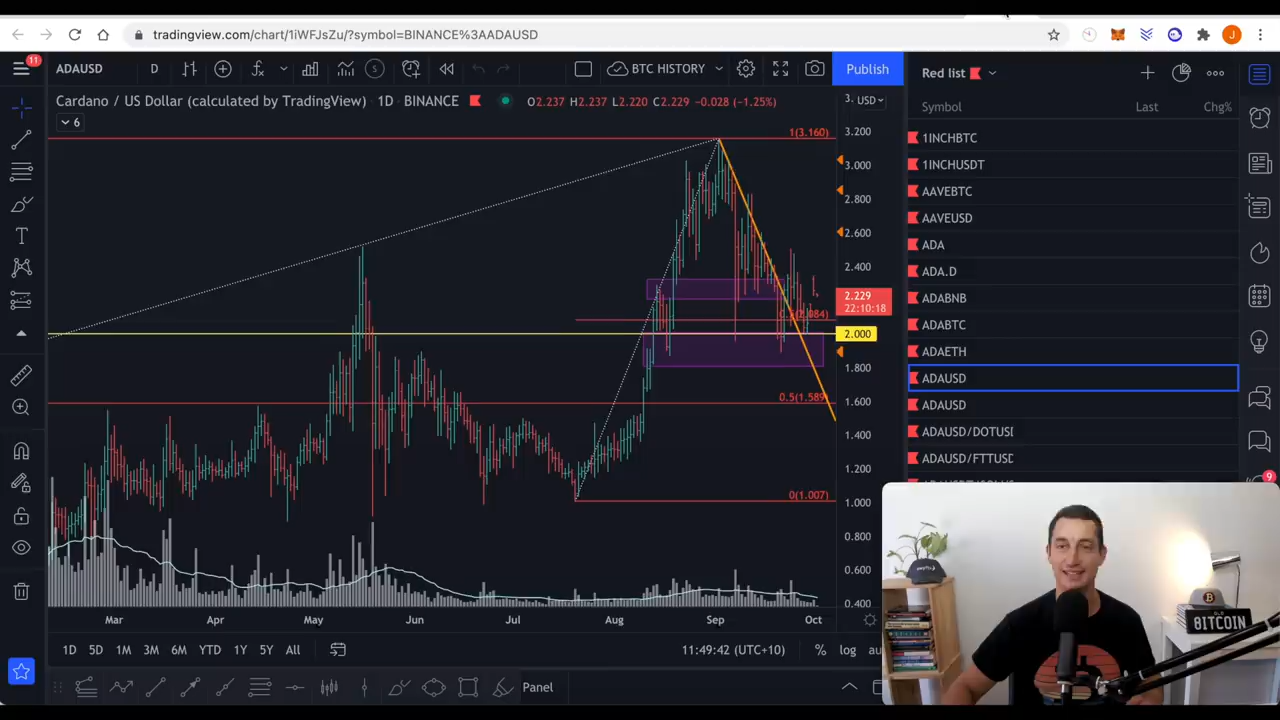 tradingview.com/chart/1iWFJsZu/?symbol=BINANCE%3AADAUSD
J
11
ADAUSD
D
S
BTC HISTORY
Publish
Red list
Cardano / US Dollar (calculated by TradingView) 1D BINANCE
O2.237 H2.237 L2.220 C2.229 -0.028 (-1.25%)
6
USD
Symbol
Last
Chg%
1INCHBTC
1INCHUSDT
AAVEBTC
AAVEUSD
ADA
ADA.D
ADABNB
ADABTC
ADAETH
ADAUSD
ADAUSD
ADAUSD/DOTUSD
ADAUSD/FTTUSD
3.200
3.000
2.800
2.600
2.400
2.229
22:10:18
2.000
1.800
1.600
1.400
1.200
1.000
0.800
0.600
0.400
1(3.160)
0.5(1.589)
0(1.007)
Mar
Apr
May
Jun
Jul
Aug
Sep
Oct
1D 5D 1M 3M 6M YTD 1Y 5Y All
11:49:42 (UTC+10)
%
log
Panel
9
BITCOIN